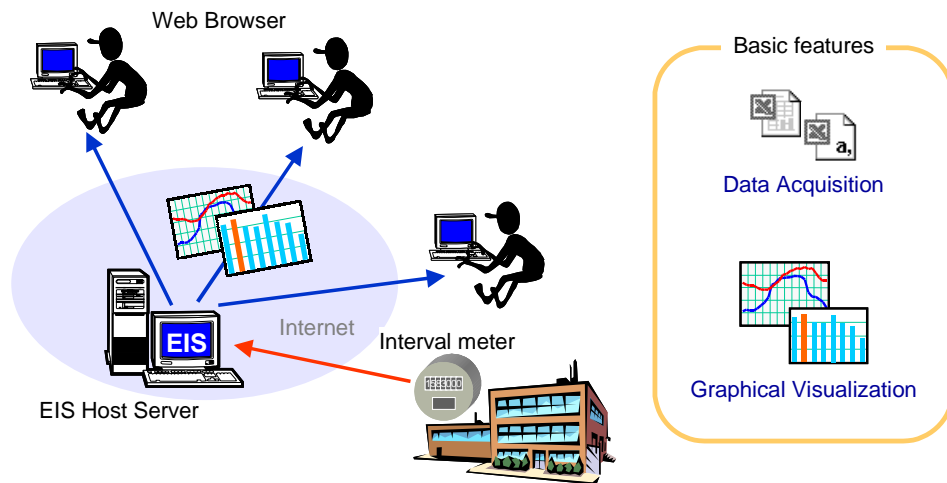 Web Browser
Basic features
a,
Data Acquisition
EIS
Internet
Interval meter
EIS Host Server
Graphical Visualization